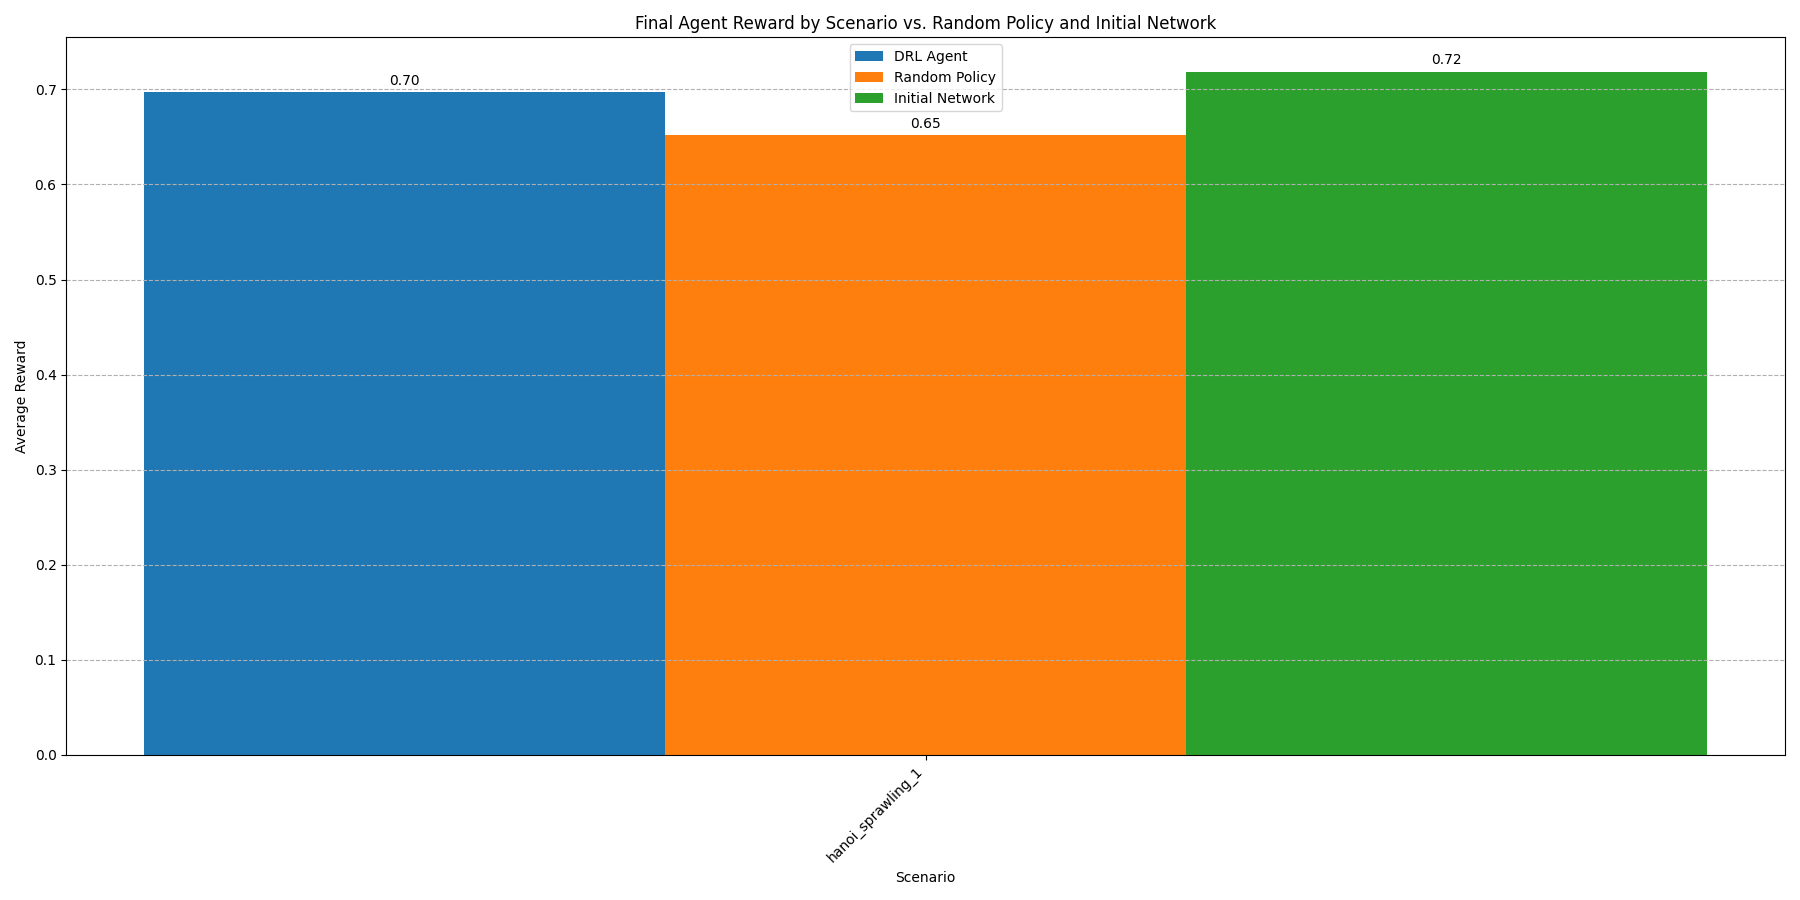 Final Agent Reward by Scenario vs. Random Policy and Initial Network
DRL Agent
Random Policy
Initial Network
0.70
0.65
0.72
Average Reward
0.7
0.6
0.5
0.4
0.3
0.2
0.1
0.0
hanoi_sprawling_1
Scenario